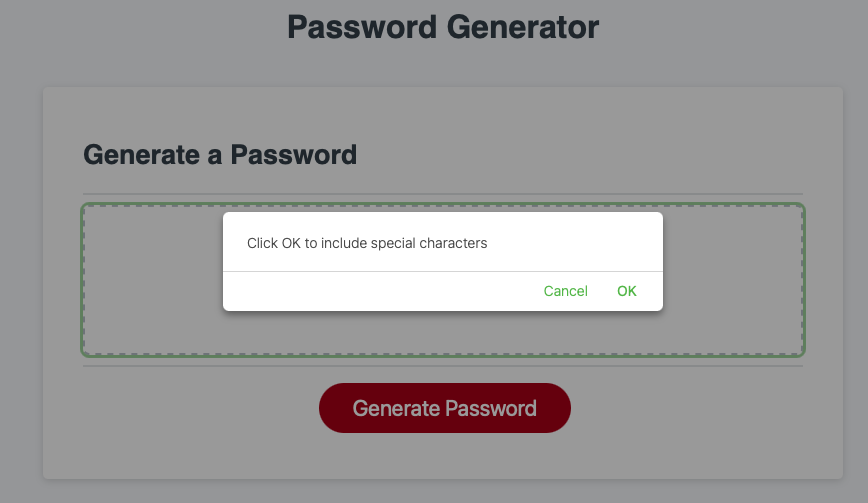 Password Generator
Generate a Password
Click OK to include special characters
Cancel OK
Generate Password